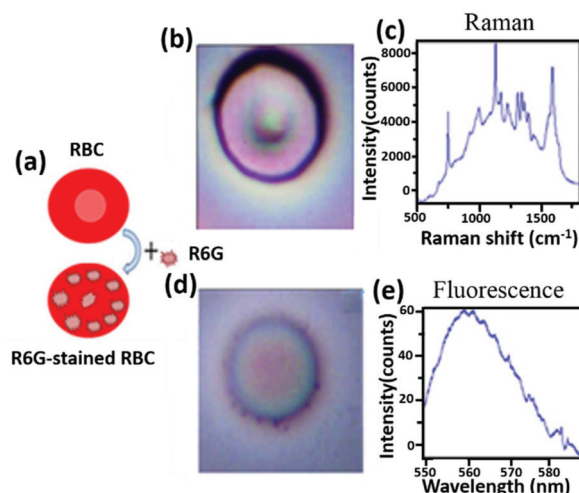 (a)
RBC
+ R6G
R6G-stained RBC
(b)
(c)
Raman
Intensity(counts)
8000
6000
4000
2000
0
500
1000
1500
Raman shift (cm⁻¹)
(d)
(e)
Fluorescence
Intensity(counts)
60
40
20
0
550
560
570
580
Wavelength (nm)